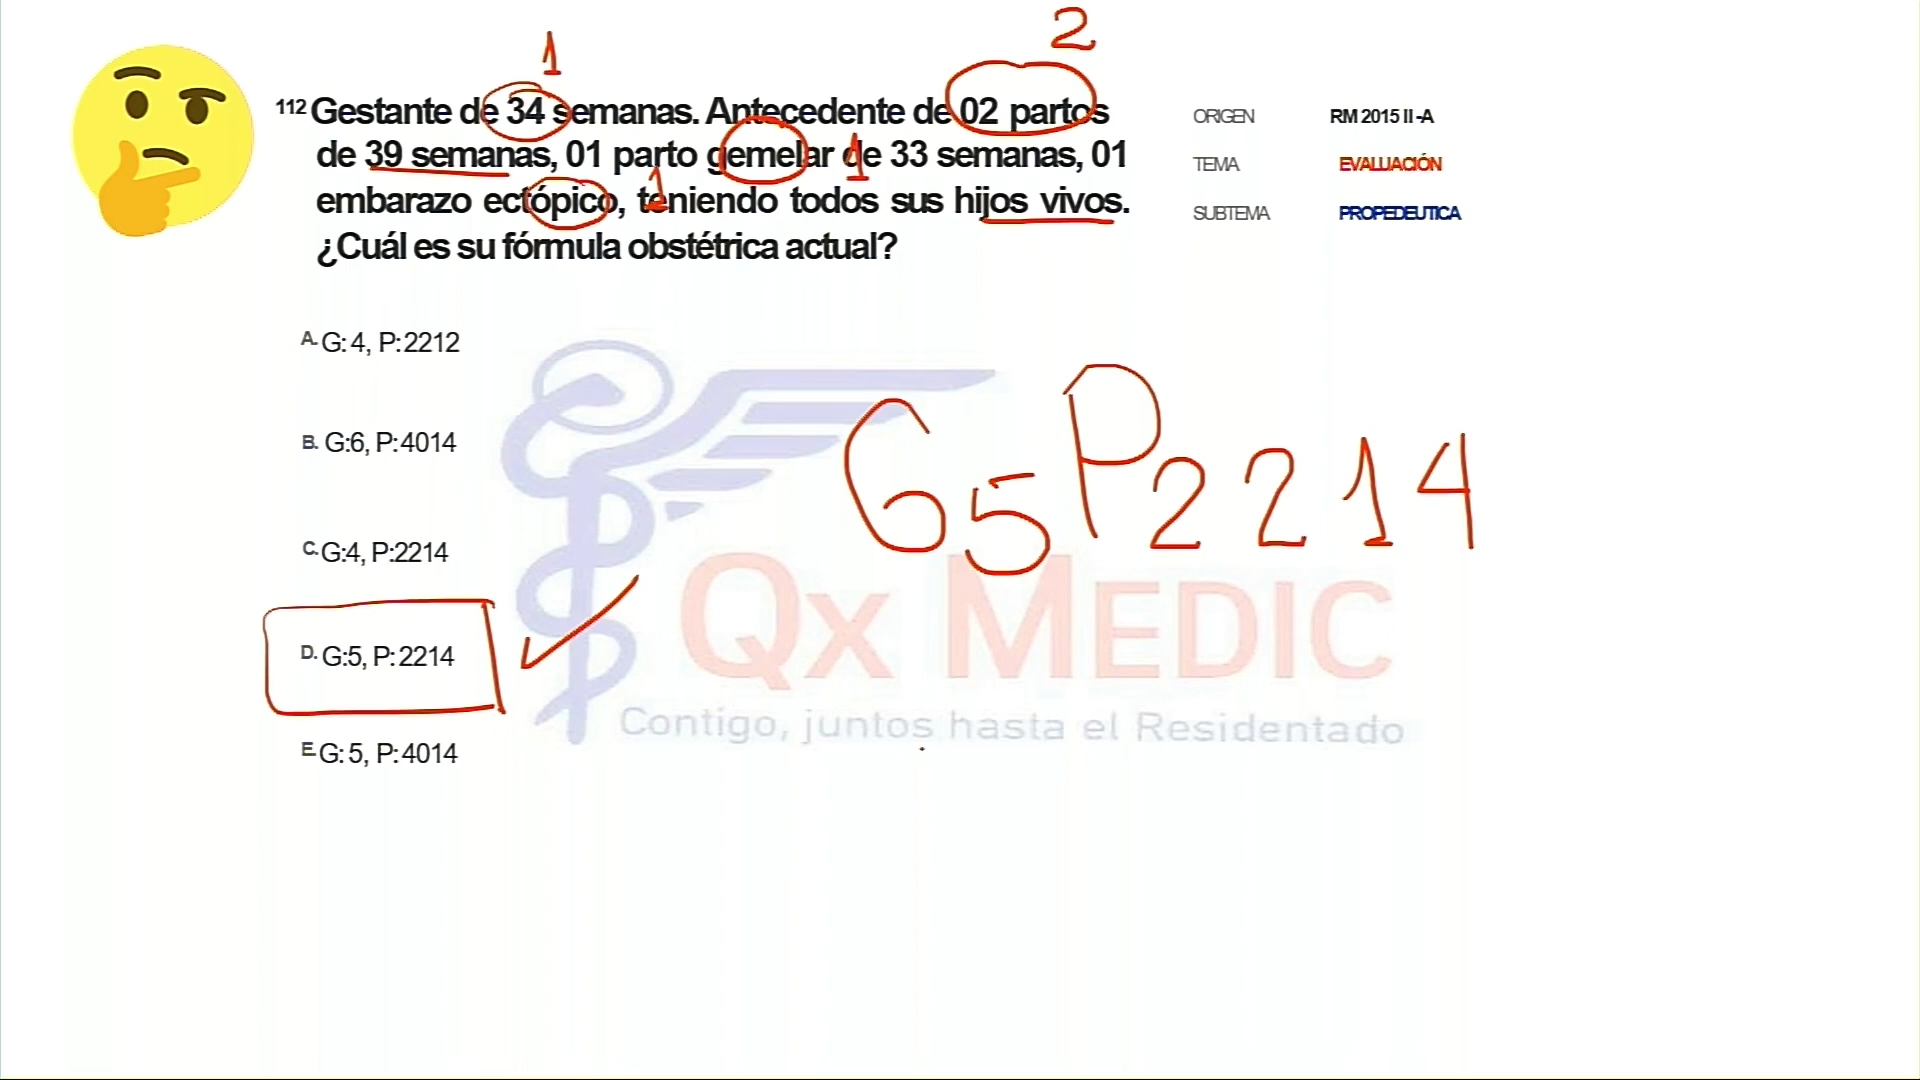 1
2
112 Gestante de 34 semanas. Antecedente de 02 partos
de 39 semanas, 01 parto gemelar de 33 semanas, 01
1
embarazo ectópico, teniendo todos sus hijos vivos.
1
¿Cuál es su fórmula obstétrica actual?
ORIGEN RM 2015 II-A
TEMA EVALUACIÓN
SUBTEMA PROPEDEUTICA
A. G: 4, P: 2212
B. G:6, P: 4014
C. G:4, P:2214
D. G:5, P: 2214
E. G: 5, P: 4014
G5P2214
Qx MEDIC
Contigo, juntos hasta el Residentado